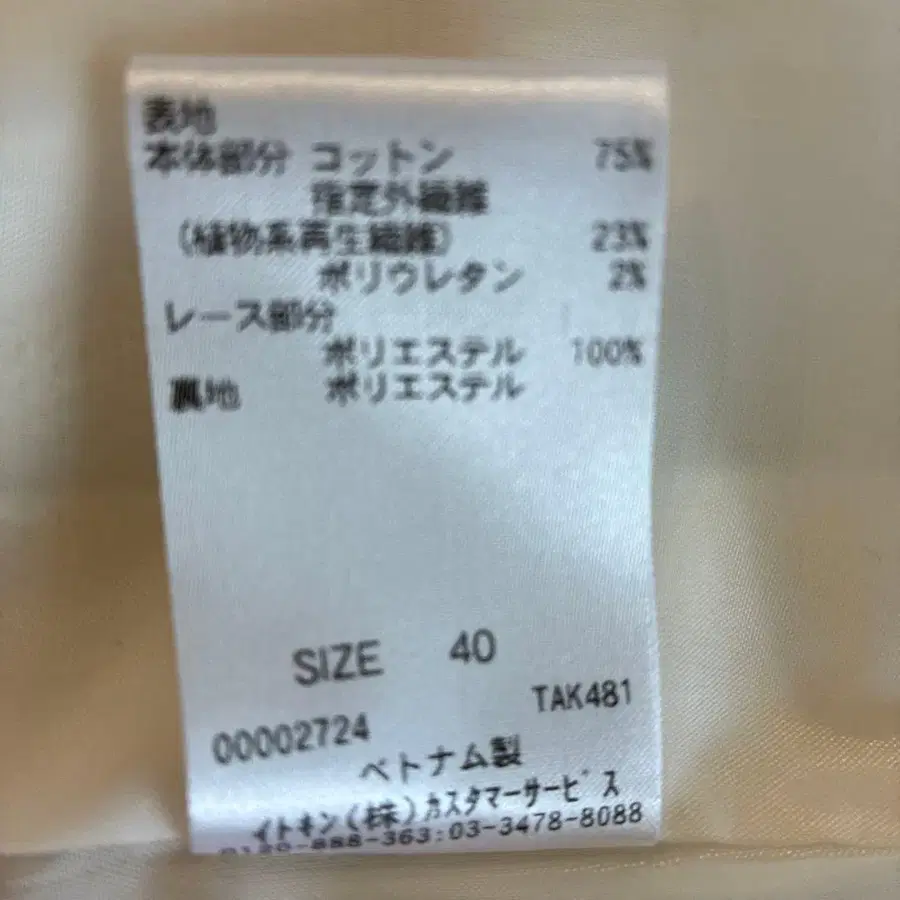 表地
本体部分 コットン 75%
指定外繊維
(植物系再生繊維) 23%
ポリウレタン 2%
レース部分
ポリエステル 100%
裏地 ポリエステル
SIZE 40
TAK481
00002724
ベトナム製
イトキン(株)カスタマーサービス
0120-888-363:03-3478-8088